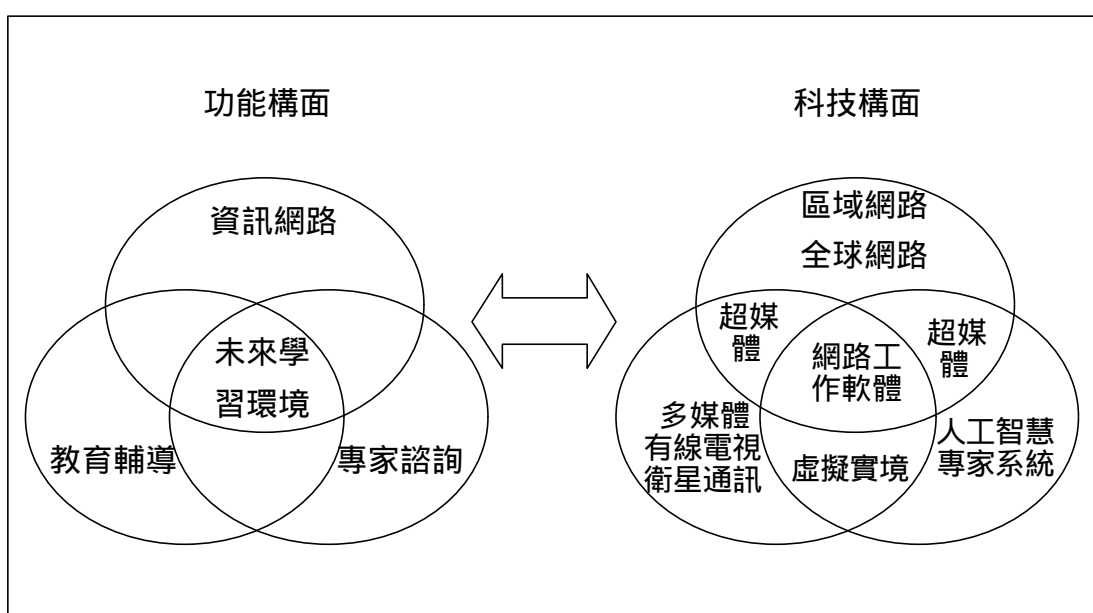 功能構面
資訊網路
未來學
習環境
教育輔導
專家諮詢
科技構面
區域網路
全球網路
超媒
體
超媒
體
網路工
作軟體
多媒體
有線電視
衛星通訊
虛擬實境
人工智慧
專家系統